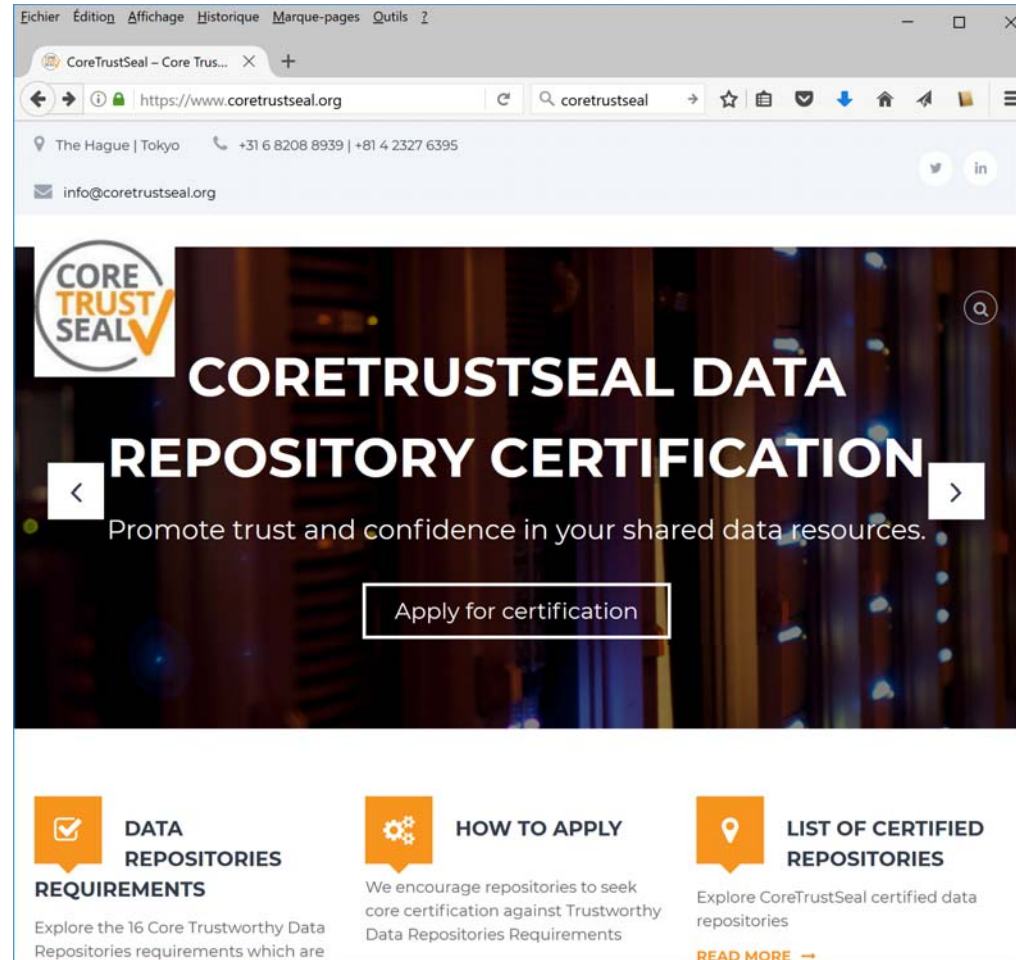 Fichier Édition Affichage Historique Marque-pages Outils ?
CoreTrustSeal – Core Trus...
https://www.coretrustseal.org
coretrustseal
The Hague | Tokyo
+31 6 8208 8939 | +81 4 2327 6395
in
info@coretrustseal.org
CORE
TRUST
SEAL
CORETRUSTSEAL DATA
REPOSITORY CERTIFICATION
Promote trust and confidence in your shared data resources.
Apply for certification
DATA
REPOSITORIES
REQUIREMENTS
Explore the 16 Core Trustworthy Data
Repositories requirements which are
HOW TO APPLY
We encourage repositories to seek
core certification against Trustworthy
Data Repositories Requirements
LIST OF CERTIFIED
REPOSITORIES
Explore CoreTrustSeal certified data
repositories
READ MORE →